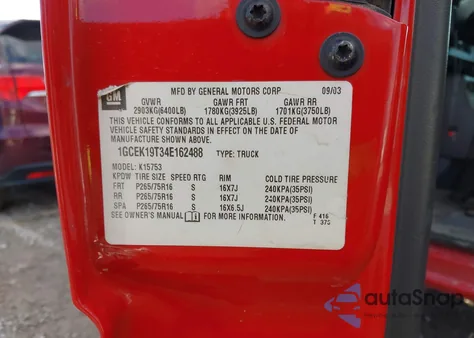 GM
MFD BY GENERAL MOTORS CORP 09/03
GVWR GAWR FRT GAWR RR
2903KG(6400LB) 1780KG(3925LB) 1701KG(3750LB)
THIS VEHICLE CONFORMS TO ALL APPLICABLE U.S. FEDERAL MOTOR
VEHICLE SAFETY STANDARDS IN EFFECT ON THE DATE OF
MANUFACTURE SHOWN ABOVE.
1GCEK19T34E162488 TYPE: TRUCK
MODEL: K15753
KPDW TIRE SIZE SPEED RTG RIM COLD TIRE PRESSURE
FRT P265/75R16 S 16X7J 240KPA(35PSI)
RR P265/75R16 S 16X7J 240KPA(35PSI)
SPA P265/75R16 S 16X6.5J 240KPA(35PSI)
SEE OWNER'S MANUAL FOR MORE INFORMATION. F 416
T 373
autaSnap